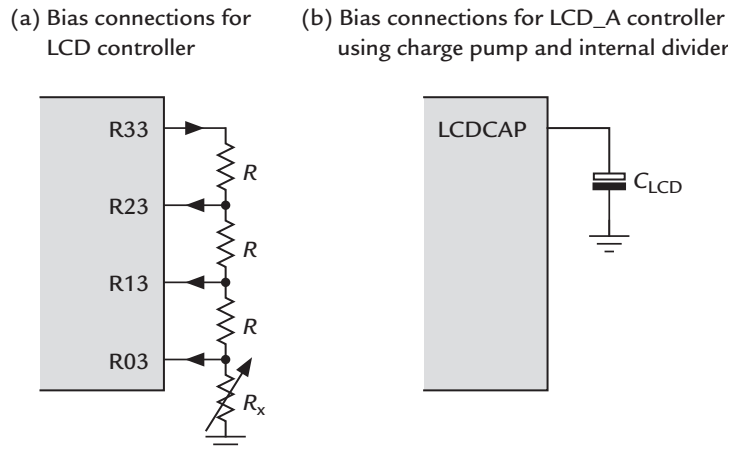 (a) Bias connections for
LCD controller
(b) Bias connections for LCD_A controller
using charge pump and internal divider
R33
R
R23
R
R13
R
R03
Rx
LCDCAP
CLCD